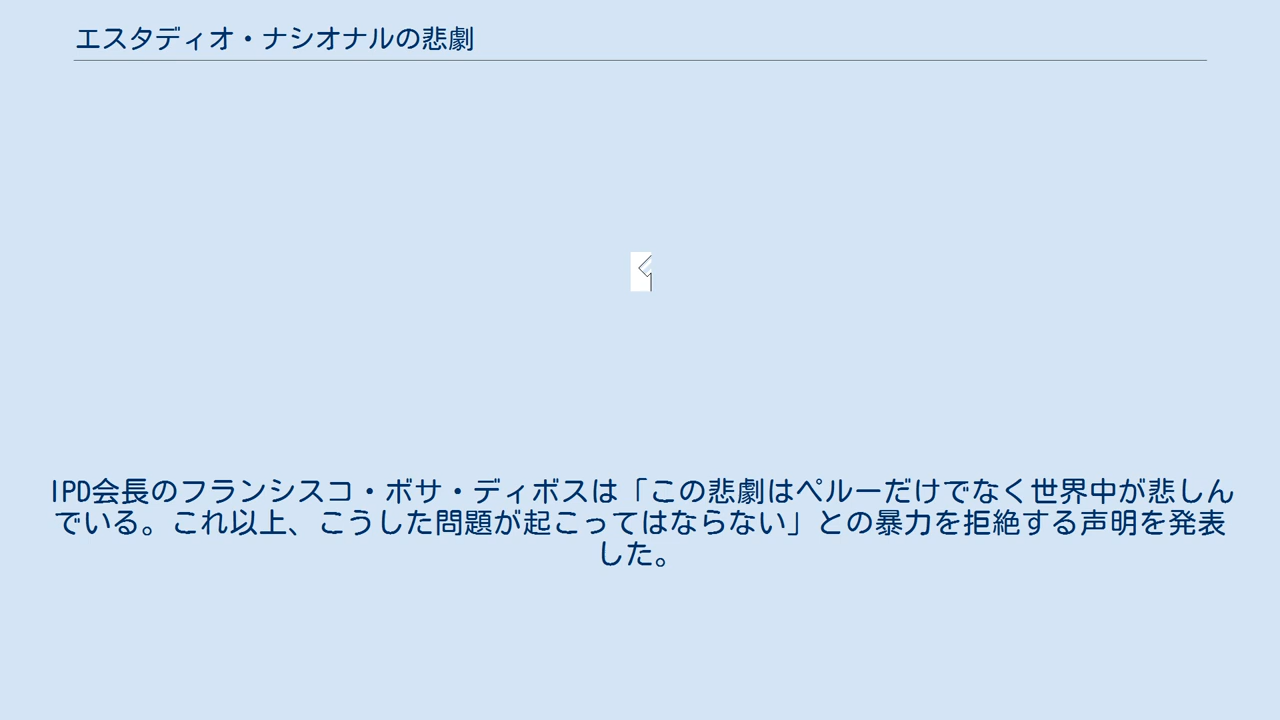 エスタディオ・ナシオナルの悲劇
IPD会長のフランシスコ・ボサ・ディボスは「この悲劇はペルーだけでなく世界中が悲しん
でいる。これ以上、こうした問題が起こってはならない」との暴力を拒絶する声明を発表
した。